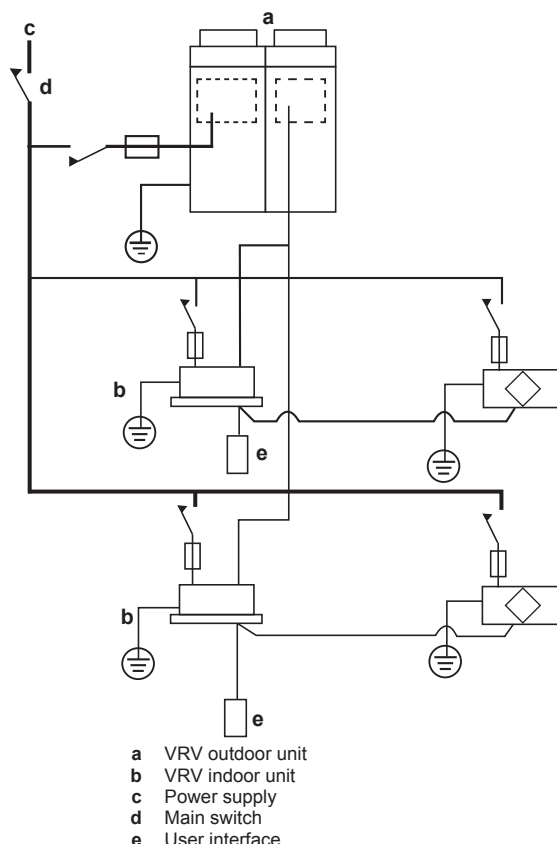 a
c
d
b
e
b
e
a VRV outdoor unit
b VRV indoor unit
c Power supply
d Main switch
e User interface